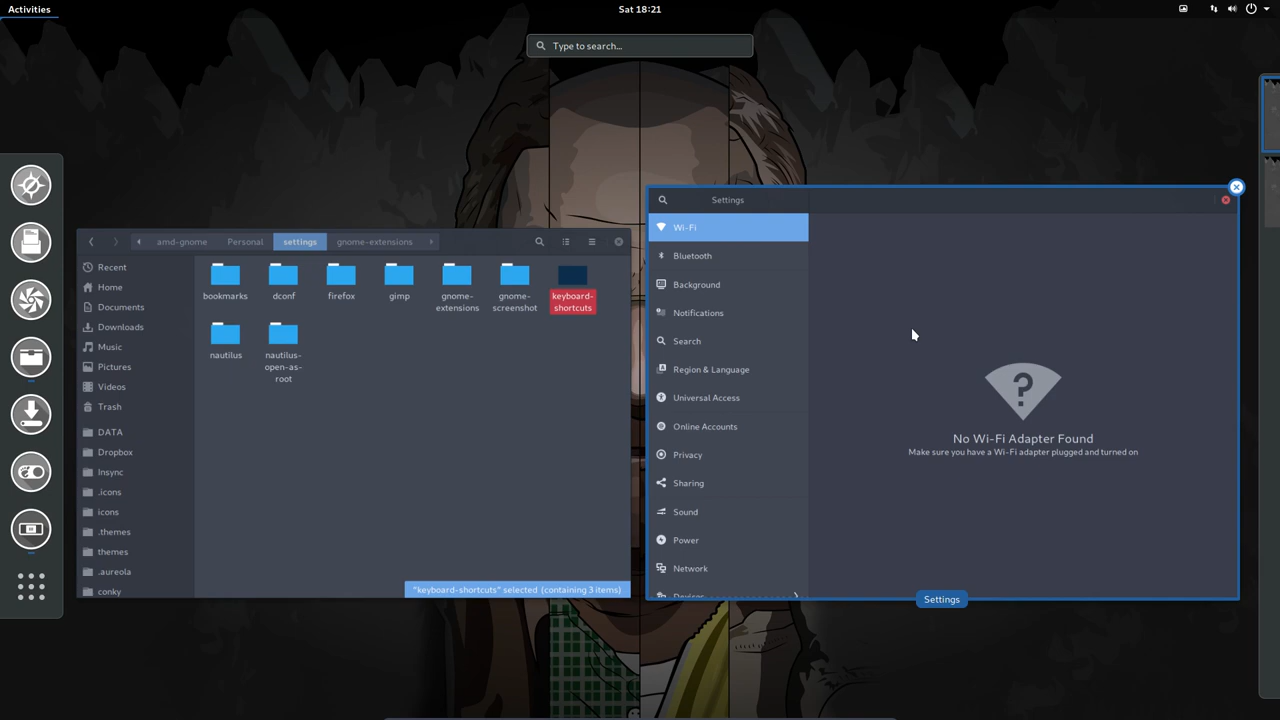 Activities
Sat 18:21
Type to search...
amd-gnome
Personal
settings
gnome-extensions
Recent
Home
Documents
Downloads
Music
Pictures
Videos
Trash
DATA
Dropbox
Insync
.icons
icons
.themes
themes
.aureola
conky
bookmarks
dconf
firefox
gimp
gnome-
extensions
gnome-
screenshot
keyboard-
shortcuts
nautilus
nautilus-
open-as-
root
"keyboard-shortcuts" selected (containing 3 items)
Settings
Wi-Fi
Bluetooth
Background
Notifications
Search
Region & Language
Universal Access
Online Accounts
Privacy
Sharing
Sound
Power
Network
Devices
No Wi-Fi Adapter Found
Make sure you have a Wi-Fi adapter plugged and turned on
Settings